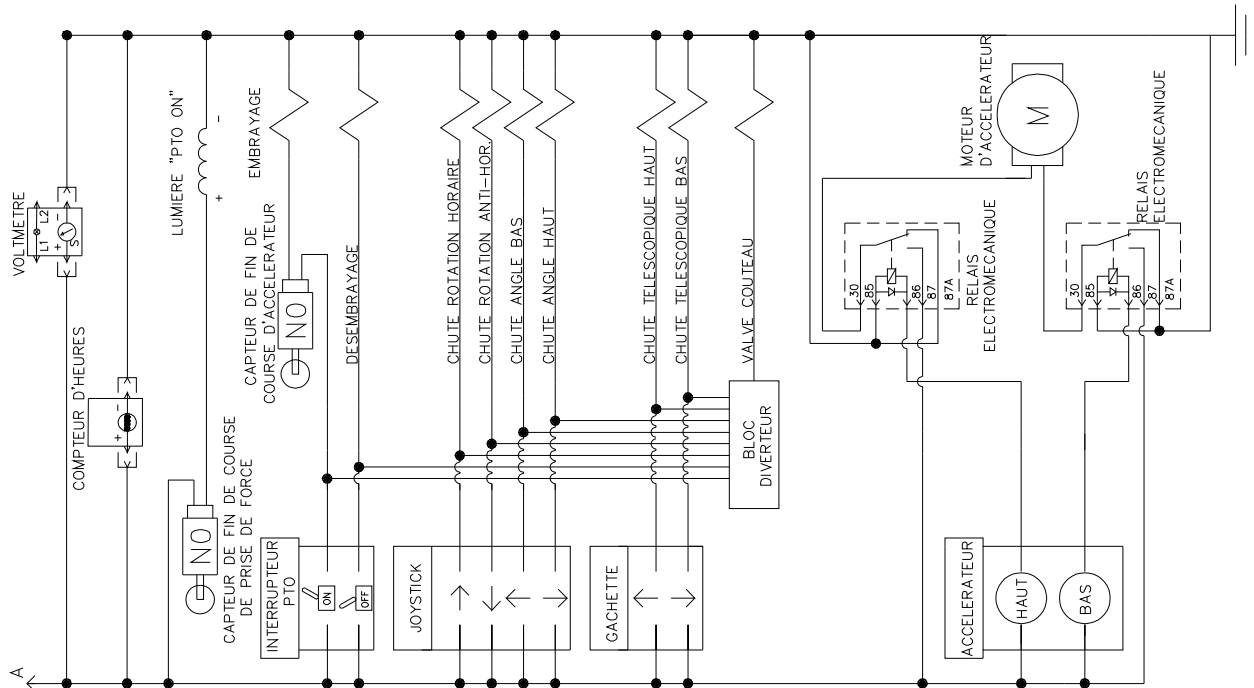 A
VOLTMETRE
L1
L2
+
-
S
COMPTEUR D'HEURES
+
-
LUMIERE "PTO ON"
+
-
NO
CAPTEUR DE FIN DE COURSE
DE PRISE DE FORCE
EMBRAYAGE
CAPTEUR DE FIN DE
COURSE D'ACCELERATEUR
NO
DESEMBRAYAGE
INTERRUPTEUR
PTO
ON
OFF
CHUTE ROTATION HORAIRE
CHUTE ROTATION ANTI-HOR.
CHUTE ANGLE BAS
CHUTE ANGLE HAUT
JOYSTICK
CHUTE TELESCOPIQUE HAUT
CHUTE TELESCOPIQUE BAS
GACHETTE
VALVE COUTEAU
BLOC
DIVERTEUR
30
85
86
87
87A
RELAIS
ELECTROMECANIQUE
MOTEUR
D'ACCELERATEUR
M
30
85
86
87
87A
RELAIS
ELECTROMECANIQUE
ACCELERATEUR
HAUT
BAS